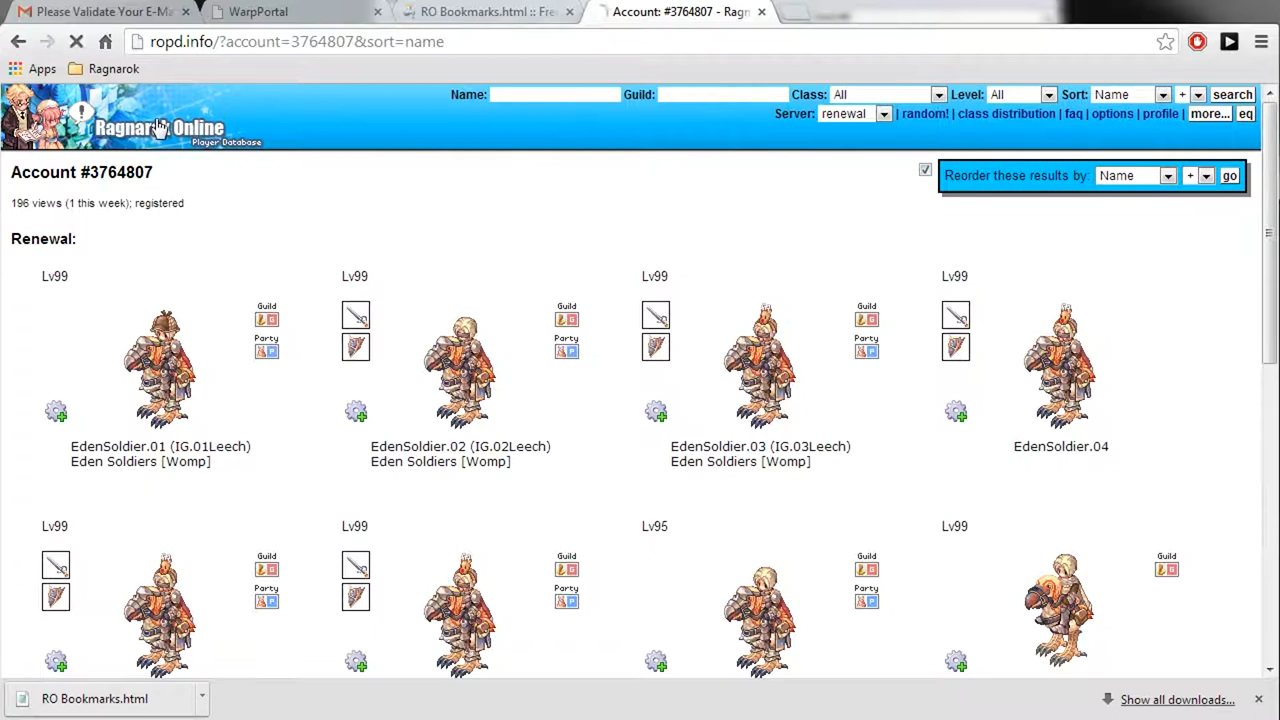 Please Validate Your E-Ma
WarpPortal
RO Bookmarks.html :: Fre
Account: #3764807 - Ragn
ropd.info/?account=3764807&sort=name
Apps
Ragnarok
Ragnarok Online
Player Database
Name:
Guild:
Class: All
Level: All
Sort: Name
+
search
Server: renewal
| random! | class distribution | faq | options | profile |
more...
eq
Account #3764807
Reorder these results by: Name
+
go
196 views (1 this week); registered
Renewal:
Lv99
Lv99
Lv99
Lv99
Guild
G
Guild
G
Guild
G
Party
P
Party
P
Party
P
EdenSoldier.01 (IG.01Leech)
Eden Soldiers [Womp]
EdenSoldier.02 (IG.02Leech)
Eden Soldiers [Womp]
EdenSoldier.03 (IG.03Leech)
Eden Soldiers [Womp]
EdenSoldier.04
Lv99
Lv99
Lv95
Lv99
Guild
G
Guild
G
Guild
G
Guild
G
Party
P
Party
P
Party
P
RO Bookmarks.html
Show all downloads...